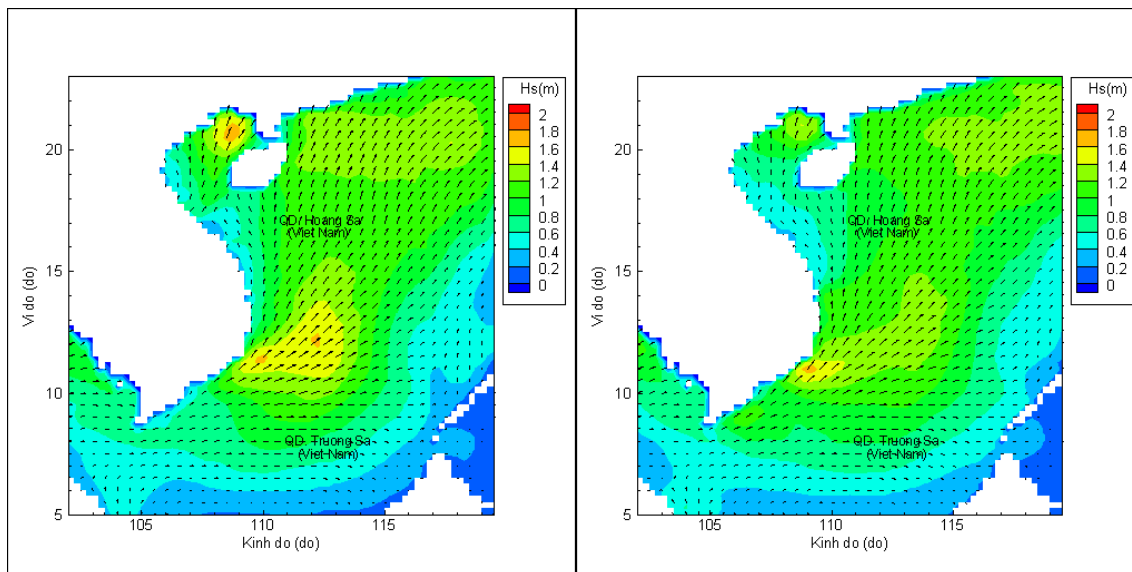 Hs(m)
2
1.8
1.6
1.4
1.2
1
0.8
0.6
0.4
0.2
0
20
15
10
5
Vi do (do)
QD/ Hoang Sa
(Viet Nam)
QD. Truong Sa
(Viet Nam)
105
110
115
Kinh do (do)
Hs(m)
2
1.8
1.6
1.4
1.2
1
0.8
0.6
0.4
0.2
0
20
15
10
5
Vi do (do)
QD/ Hoang Sa
(Viet Nam)
QD. Truong Sa
(Viet Nam)
105
110
115
Kinh do (do)